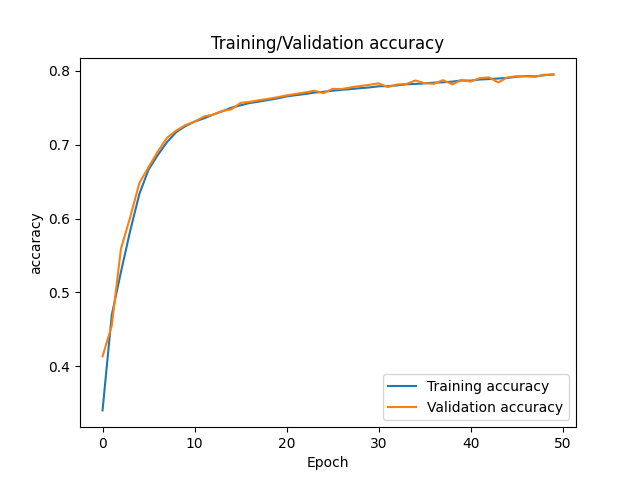 Training/Validation accuracy
accaracy
0.8
0.7
0.6
0.5
0.4
0
10
20
30
40
50
Epoch
Training accuracy
Validation accuracy